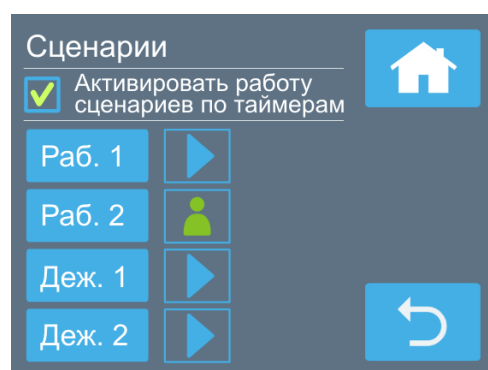 Сценарии
Активировать работу
сценариев по таймерам
Раб. 1
Раб. 2
Деж. 1
Деж. 2